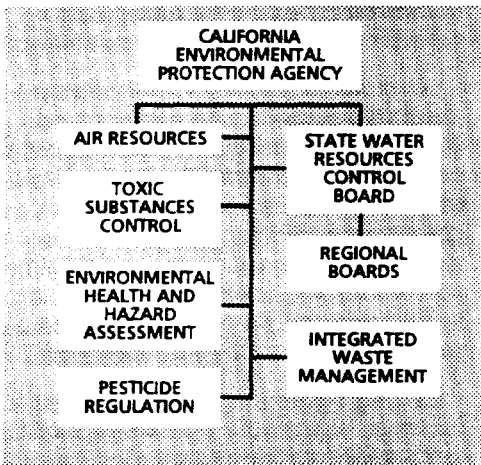 CALIFORNIA
ENVIRONMENTAL
PROTECTION AGENCY
AIR RESOURCES
TOXIC
SUBSTANCES
CONTROL
ENVIRONMENTAL
HEALTH AND
HAZARD
ASSESSMENT
PESTICIDE
REGULATION
STATE WATER
RESOURCES
CONTROL
BOARD
REGIONAL
BOARDS
INTEGRATED
WASTE
MANAGEMENT